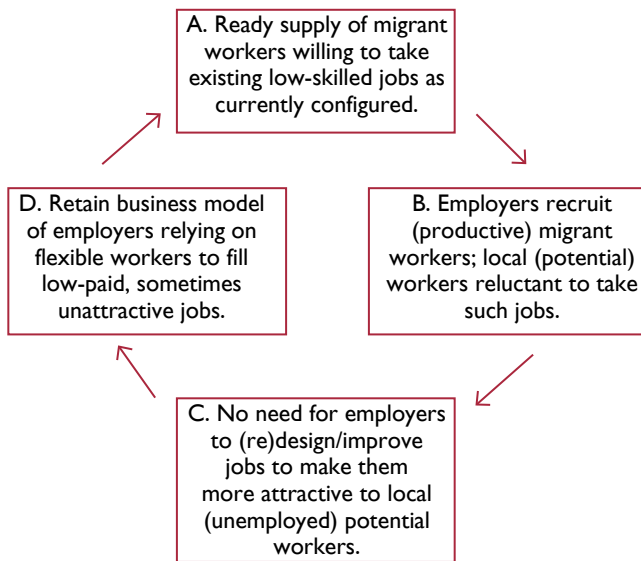 A. Ready supply of migrant
workers willing to take
existing low-skilled jobs as
currently configured.
B. Employers recruit
(productive) migrant
workers; local (potential)
workers reluctant to take
such jobs.
C. No need for employers
to (re)design/improve
jobs to make them
more attractive to local
(unemployed) potential
workers.
D. Retain business model
of employers relying on
flexible workers to fill
low-paid, sometimes
unattractive jobs.